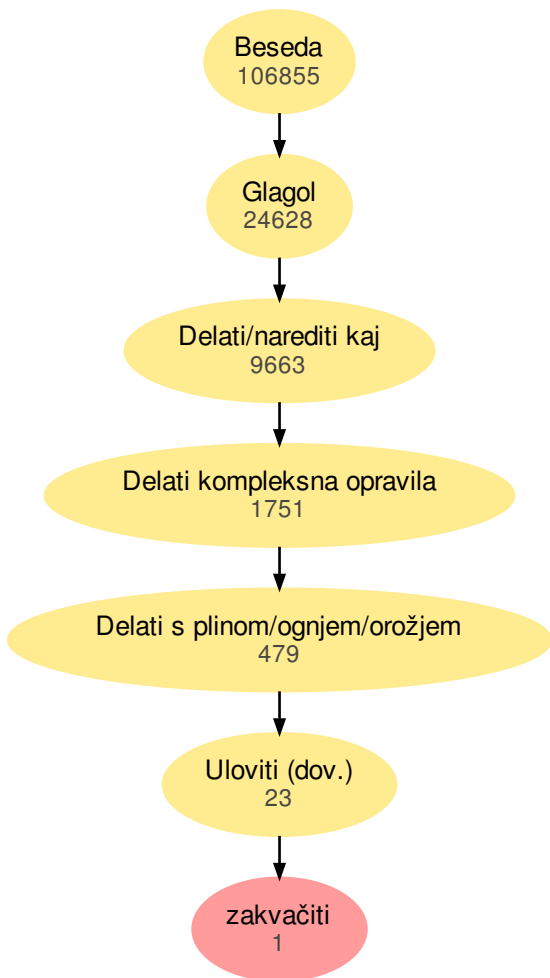 Beseda
106855
Glagol
24628
Delati/narediti kaj
9663
Delati kompleksna opravila
1751
Delati s plinom/ognjem/orožjem
479
Uloviti (dov.)
23
zakvačiti
1